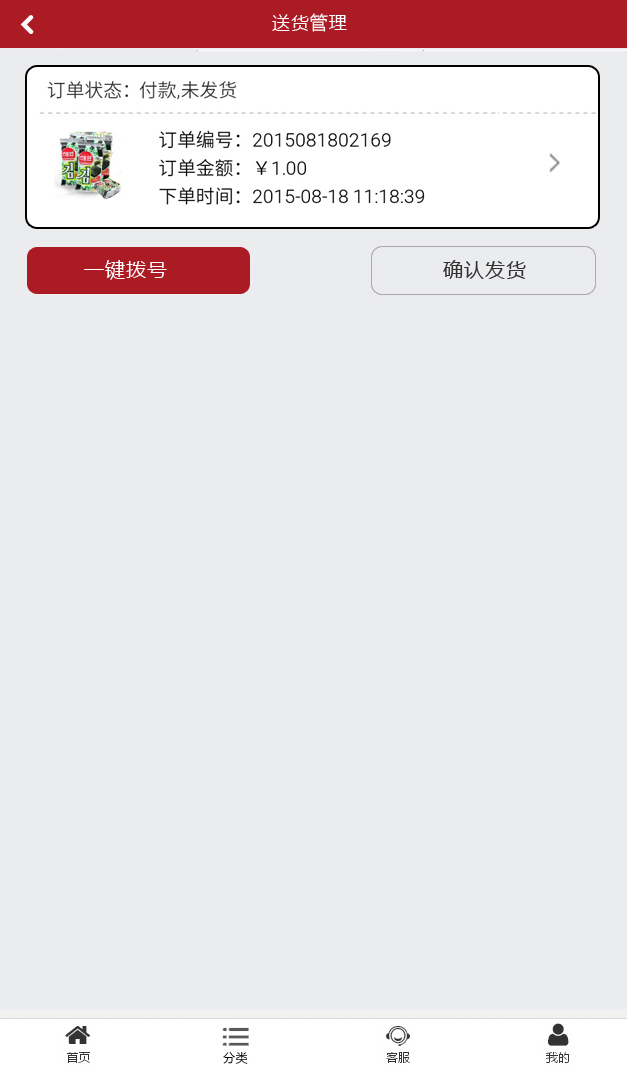 送货管理
订单状态：付款,未发货
订单编号：2015081802169
订单金额：￥1.00
下单时间：2015-08-18 11:18:39
一键拨号
确认发货
首页
分类
客服
我的